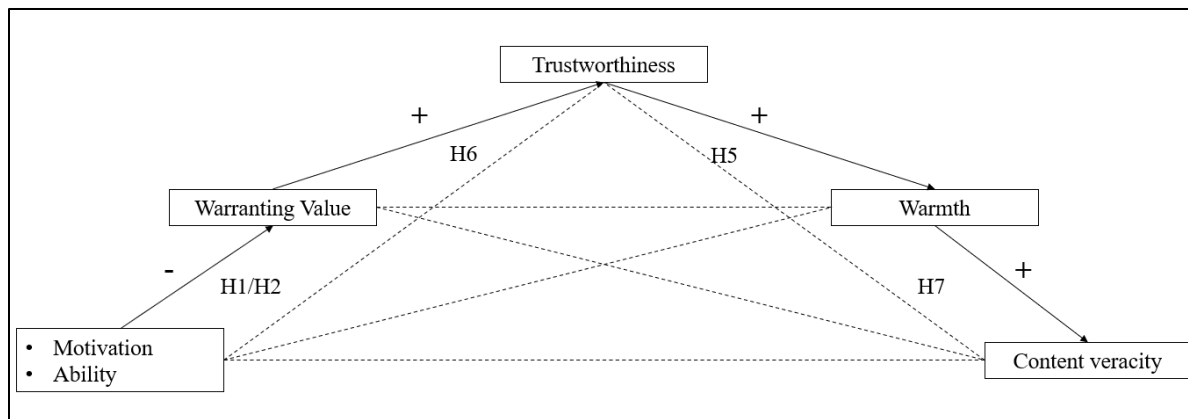 Trustworthiness
+
+
H6
H5
Warranting Value
Warmth
-
H1/H2
H7
+
• Motivation
• Ability
Content veracity